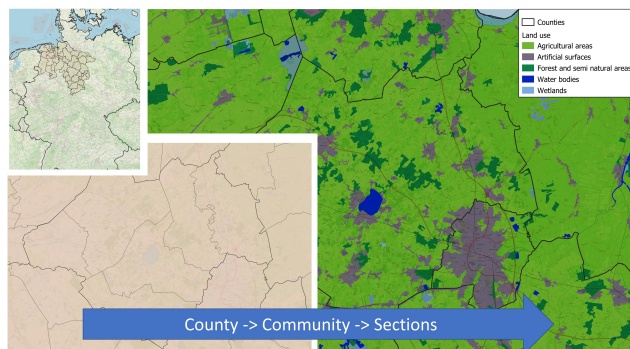 Counties
Land use
Agricultural areas
Artificial surfaces
Forest and semi natural areas
Water bodies
Wetlands
County -> Community -> Sections